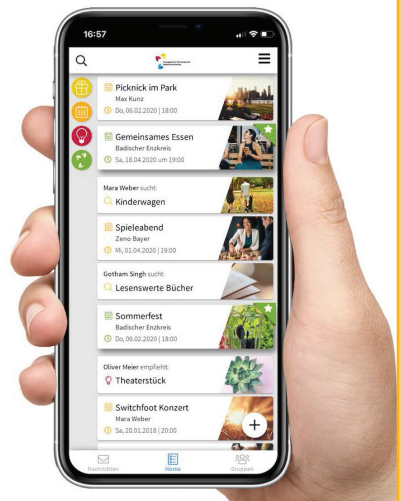 16:57
Picknick im Park
Max Kunz
Do, 06.02.2020 | 18:00
Gemeinsames Essen
Badischer Enzkreis
Sa, 18.04.2020 um 19:00
Mara Weber sucht:
Kinderwagen
Spieleabend
Zeno Bayer
Mi, 01.04.2020 | 19:00
Gotham Singh sucht:
Lesenswerte Bücher
Sommerfest
Badischer Enzkreis
Do, 06.02.2020 | 18:00
Oliver Meier empfiehlt:
Theaterstück
Switchfoot Konzert
Mara Weber
Sa, 20.01.2018 | 20:00
+
Nachrichten Home Gruppen